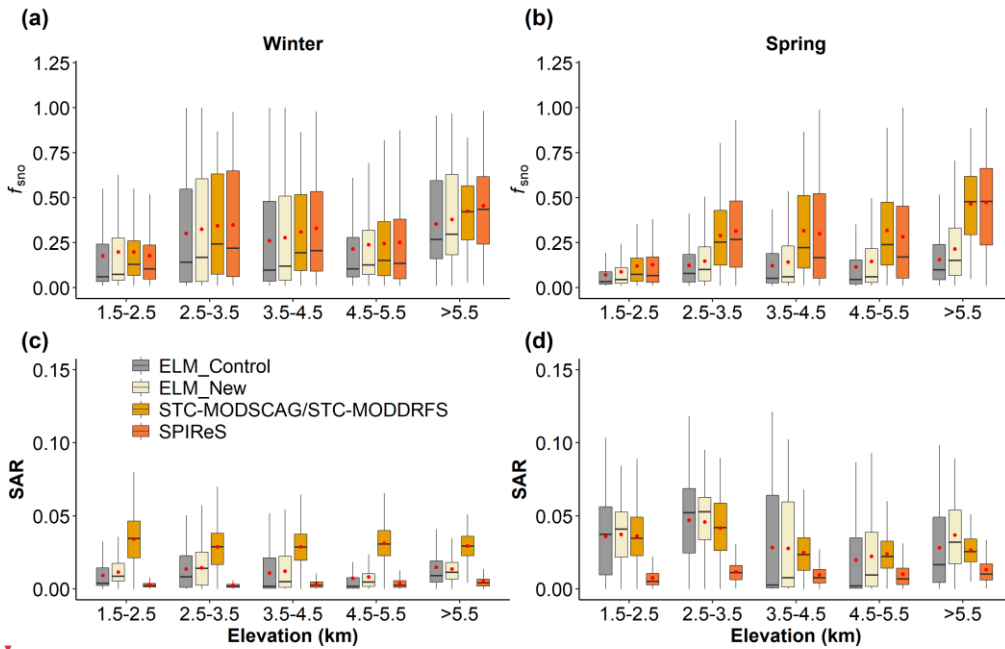 (a)
Winter
(b)
Spring
1.25
1.00
0.75
0.50
0.25
0.00
fsno
1.5-2.5 2.5-3.5 3.5-4.5 4.5-5.5 >5.5
1.25
1.00
0.75
0.50
0.25
0.00
fsno
1.5-2.5 2.5-3.5 3.5-4.5 4.5-5.5 >5.5
(c)
ELM_Control
ELM_New
STC-MODSCAG/STC-MODDRFS
SPIReS
0.15
0.10
0.05
0.00
SAR
1.5-2.5 2.5-3.5 3.5-4.5 4.5-5.5 >5.5
Elevation (km)
(d)
0.15
0.10
0.05
0.00
SAR
1.5-2.5 2.5-3.5 3.5-4.5 4.5-5.5 >5.5
Elevation (km)